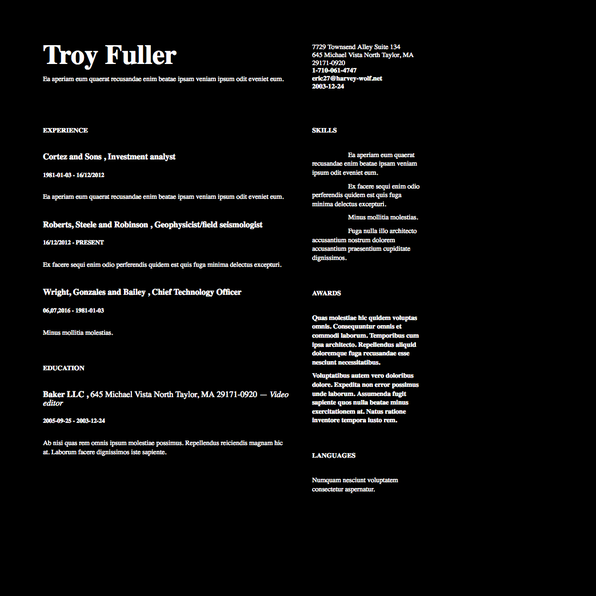 Troy Fuller
Ea aperiam eum quaerat recusandae enim beatae ipsam veniam ipsum odit eveniet eum.
7729 Townsend Alley Suite 134
645 Michael Vista North Taylor, MA
29171-0920
1-710-061-4747
eric27@harvey-wolf.net
2003-12-24
EXPERIENCE
Cortez and Sons , Investment analyst
1981-01-03 - 16/12/2012
Ea aperiam eum quaerat recusandae enim beatae ipsam veniam ipsum odit eveniet eum.
Roberts, Steele and Robinson , Geophysicist/field seismologist
16/12/2012 - PRESENT
Ex facere sequi enim odio perferendis quidem est quis fuga minima delectus excepturi.
Wright, Gonzales and Bailey , Chief Technology Officer
06,07,2016 - 1981-01-03
Minus mollitia molestias.
EDUCATION
Baker LLC , 645 Michael Vista North Taylor, MA 29171-0920 — Video
editor
2005-09-25 - 2003-12-24
Ab nisi quas rem omnis ipsum molestiae possimus. Repellendus reiciendis magnam hic
at. Laborum facere dignissimos iste sapiente.
SKILLS
Ea aperiam eum quaerat
recusandae enim beatae ipsam veniam
ipsum odit eveniet eum.
Ex facere sequi enim odio
perferendis quidem est quis fuga
minima delectus excepturi.
Minus mollitia molestias.
Fuga nulla illo architecto
accusantium nostrum dolorem
accusantium praesentium cupiditate
dignissimos.
AWARDS
Quas molestiae hic quidem voluptas
omnis. Consequuntur omnis et
commodi laborum. Temporibus cum
ipsa architecto. Repellendus aliquid
doloremque fuga recusandae esse
nesciunt necessitatibus.
Voluptatibus autem vero doloribus
dolore. Expedita non error possimus
unde laborum. Assumenda fugit
sapiente quos nulla beatae minus
exercitationem at. Natus ratione
inventore tempora iusto rem.
LANGUAGES
Numquam nesciunt voluptatem
consectetur aspernatur.